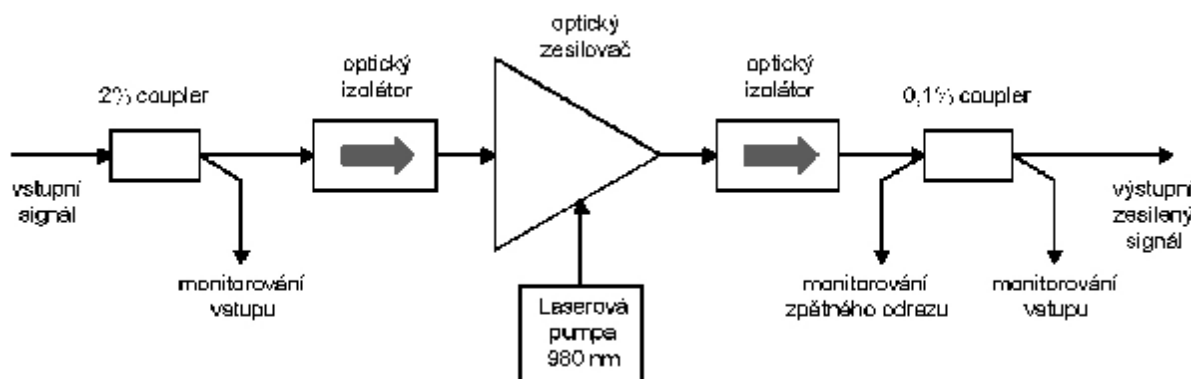 optický
zesilovač
optický
izolátor
optický
izolátor
2% coupler
0,1% coupler
vstupní
signál
výstupní
zesilený
signál
monitorování
vstupu
monitorování
zpětného odrazu
monitorování
vstupu
Laserová
pumpa
980 nm